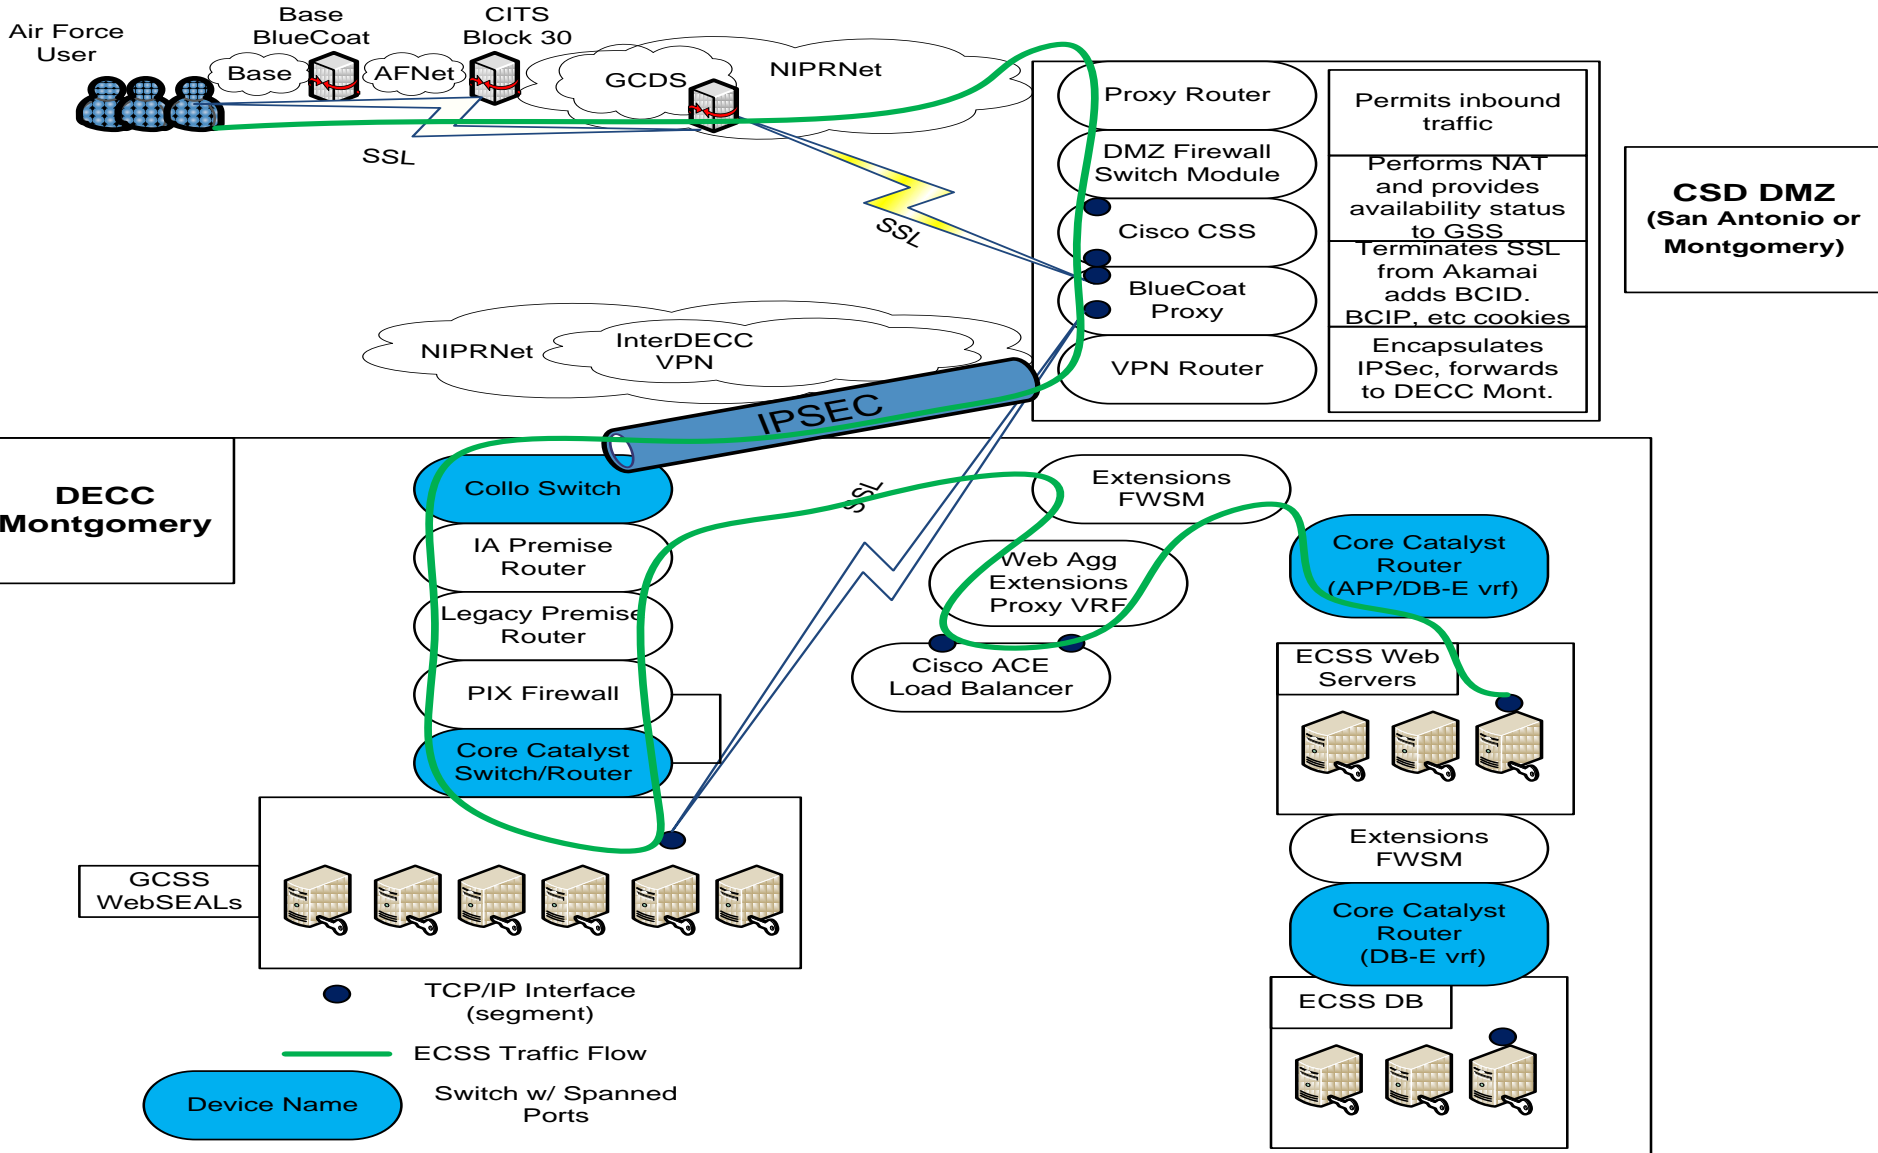 Air Force
User
Base
BlueCoat
CITS
Block 30
Base
AFNet
GCDS
NIPRNet
SSL
SSL
Proxy Router
DMZ Firewall
Switch Module
Cisco CSS
BlueCoat
Proxy
VPN Router
Permits inbound
traffic
Performs NAT
and provides
availability status
to GSS
Terminates SSL
from Akamai
adds BCID.
BCIP, etc cookies
Encapsulates
IPSec, forwards
to DECC Mont.
CSD DMZ
(San Antonio or
Montgomery)
NIPRNet
InterDECC
VPN
IPSEC
DECC
Montgomery
Collo Switch
IA Premise
Router
Legacy Premise
Router
PIX Firewall
Core Catalyst
Switch/Router
SSL
Extensions
FWSM
Web Agg
Extensions
Proxy VRF
Cisco ACE
Load Balancer
Core Catalyst
Router
(APP/DB-E vrf)
ECSS Web
Servers
Extensions
FWSM
Core Catalyst
Router
(DB-E vrf)
ECSS DB
GCSS
WebSEALs
TCP/IP Interface
(segment)
ECSS Traffic Flow
Device Name
Switch w/ Spanned
Ports